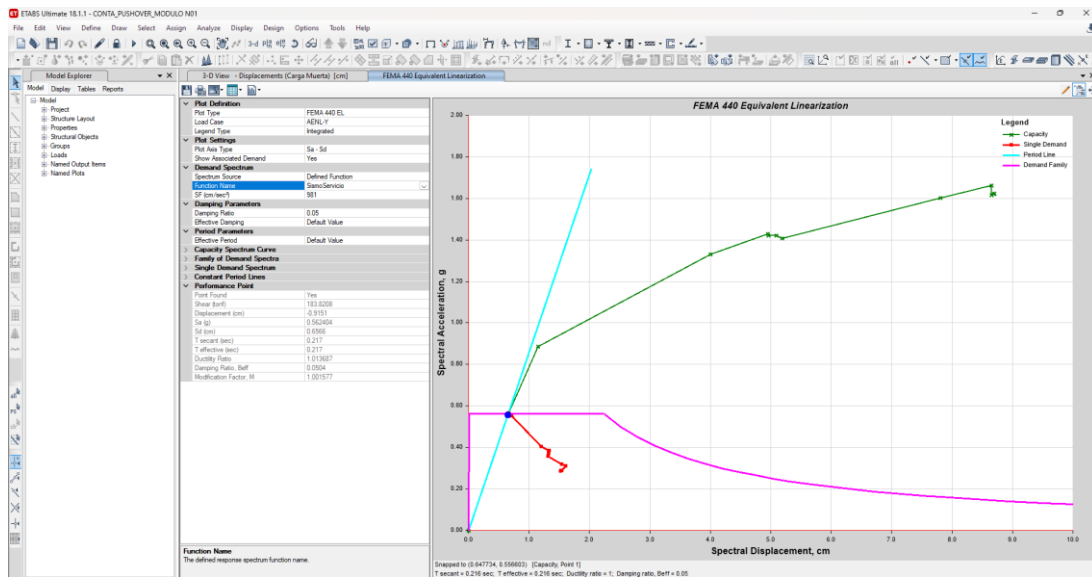 ETABS Ultimate 18.1.1 - CONTA_PUSHOVER_MODULO N01
File Edit View Define Draw Select Assign Analyze Display Design Options Tools Help
Model Explorer
3-D View - Displacements (Carga Muerta) [cm]
FEMA 440 Equivalent Linearization
Model Display Tables Reports
Model
Project
Structure Layout
Properties
Structural Objects
Groups
Loads
Named Output Items
Named Plots
Plot Definition
Plot Type FEMA 440 EL
Load Case AENL-Y
Legend Type Integrated
Plot Settings
Plot Axis Type Sa - Sd
Show Associated Demand Yes
Demand Spectrum
Spectrum Source Defined Function
Function Name SismoServicio
SF (cm/sec²) 981
Damping Parameters
Damping Ratio 0.05
Effective Damping Default Value
Period Parameters
Effective Period Default Value
Capacity Spectrum Curve
Family of Demand Spectra
Single Demand Spectrum
Constant Period Lines
Performance Point
Point Found Yes
Shear (tonf) 183.8208
Displacement (cm) -0.9151
Sa (g) 0.562404
Sd (cm) 0.6566
T secant (sec) 0.217
T effective (sec) 0.217
Ductility Ratio 1.013687
Damping Ratio, Beff 0.0504
Modification Factor, M 1.001577
Function Name
The defined response spectrum function name.
FEMA 440 Equivalent Linearization
Legend
Capacity
Single Demand
Period Line
Demand Family
Spectral Acceleration, g
2.00
1.80
1.60
1.40
1.20
1.00
0.80
0.60
0.40
0.20
0.00
0.0 1.0 2.0 3.0 4.0 5.0 6.0 7.0 8.0 9.0 10.0
Spectral Displacement, cm
Snapped to (0.647734, 0.556603) [Capacity, Point 1]
T secant = 0.216 sec; T effective = 0.216 sec; Ductility ratio = 1; Damping ratio, Beff = 0.05